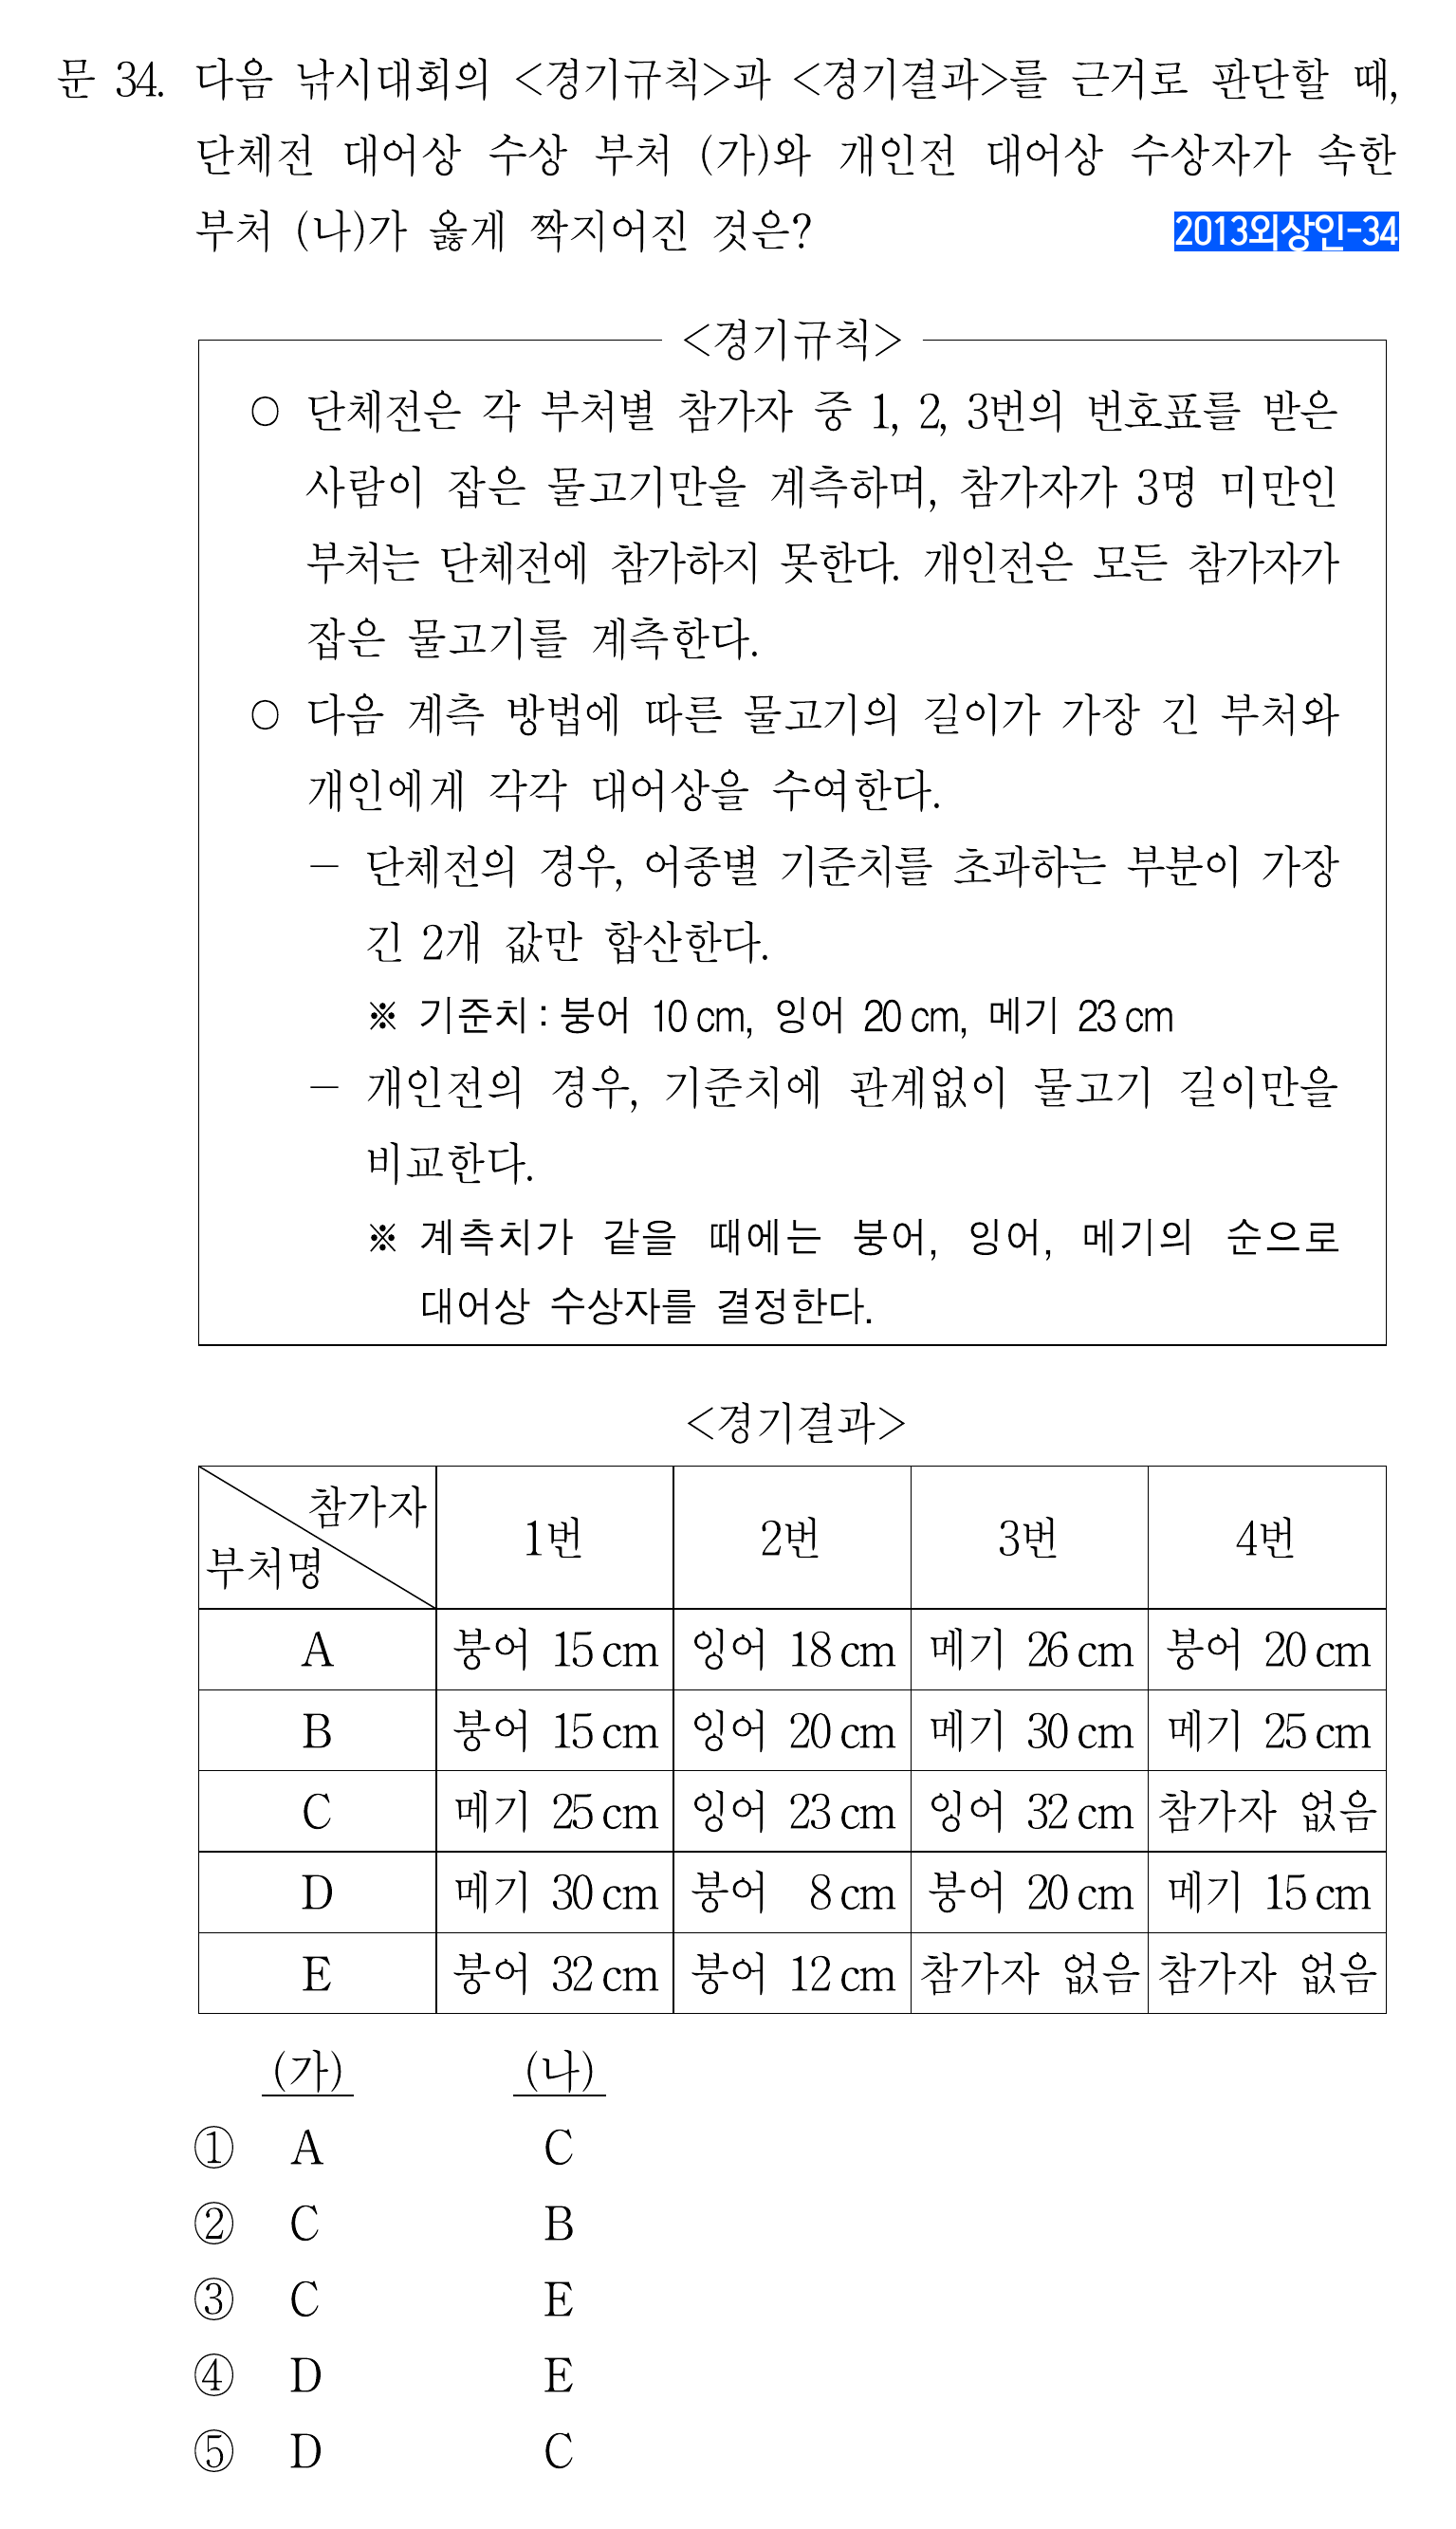 문 34. 다음 낚시대회의 <경기규칙>과 <경기결과>를 근거로 판단할 때,
단체전 대어상 수상 부처 (가)와 개인전 대어상 수상자가 속한
부처 (나)가 옳게 짝지어진 것은? 2013외상인-34
<경기규칙>
○ 단체전은 각 부처별 참가자 중 1, 2, 3번의 번호표를 받은
사람이 잡은 물고기만을 계측하며, 참가자가 3명 미만인
부처는 단체전에 참가하지 못한다. 개인전은 모든 참가자가
잡은 물고기를 계측한다.
○ 다음 계측 방법에 따른 물고기의 길이가 가장 긴 부처와
개인에게 각각 대어상을 수여한다.
－ 단체전의 경우, 어종별 기준치를 초과하는 부분이 가장
긴 2개 값만 합산한다.
※ 기준치 : 붕어 10 cm, 잉어 20 cm, 메기 23 cm
－ 개인전의 경우, 기준치에 관계없이 물고기 길이만을
비교한다.
※ 계측치가 같을 때에는 붕어, 잉어, 메기의 순으로
대어상 수상자를 결정한다.
<경기결과>
참가자
부처명 1번 2번 3번 4번
A 붕어 15 cm 잉어 18 cm 메기 26 cm 붕어 20 cm
B 붕어 15 cm 잉어 20 cm 메기 30 cm 메기 25 cm
C 메기 25 cm 잉어 23 cm 잉어 32 cm 참가자 없음
D 메기 30 cm 붕어 8 cm 붕어 20 cm 메기 15 cm
E 붕어 32 cm 붕어 12 cm 참가자 없음 참가자 없음
(가) (나)
① A C
② C B
③ C E
④ D E
⑤ D C